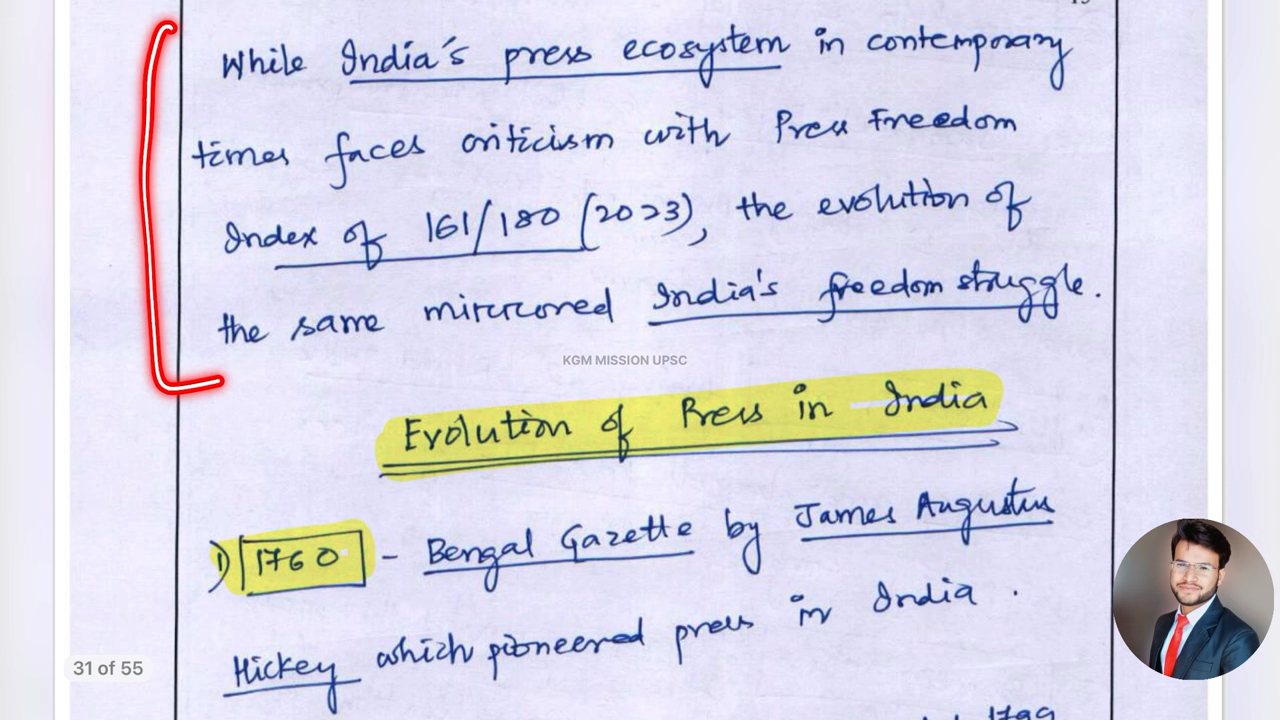 While India's press ecosystem in contemporary
times faces criticism with Press Freedom
Index of 161/180 (2023), the evolution of
the same mirrored India's freedom struggle.
KGM MISSION UPSC
Evolution of Press in India
1) 1760 - Bengal Gazette by James Augustus
Hickey which pioneered press in India.
31 of 55
1799